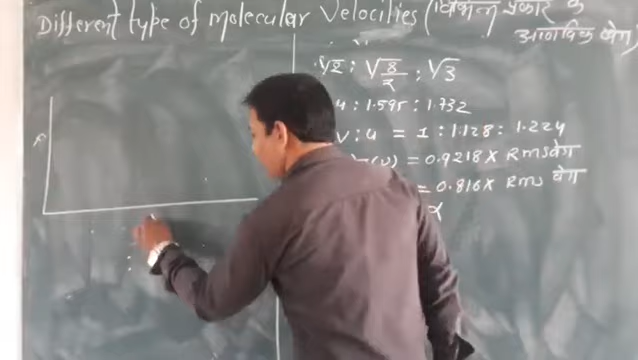 Different type of molecular Velocities (विभिन्न प्रकार के
आणविक वेग)
√2 : √8/π : √3
4 : 1.595 : 1.732
v : u = 1 : 1.128 : 1.224
(v) = 0.9218 × Rms वेग
= 0.816 × Rms वेग